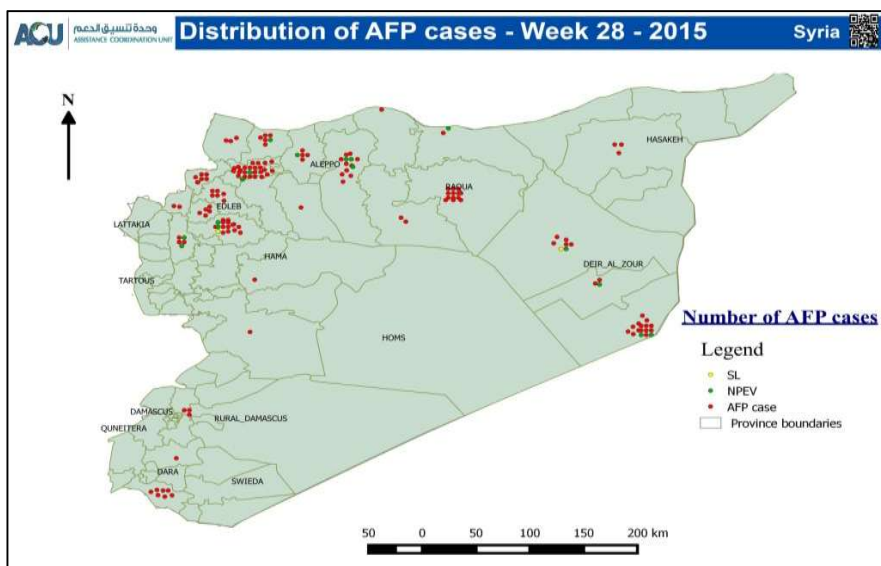 ACU
وحدة تنسيق الدعم
ASSISTANCE COORDINATION UNIT
Distribution of AFP cases - Week 28 - 2015
Syria
N
HASAKEH
ALEPPO
RAQUA
EDLEB
LATTAKIA
HAMA
DEIR_AL_ZOUR
TARTOUS
HOMS
Number of AFP cases
Legend
SL
NPEV
AFP case
Province boundaries
DAMASCUS
RURAL_DAMASCUS
QUNEITERA
DARA
SWIEDA
50 0 50 100 150 200 km